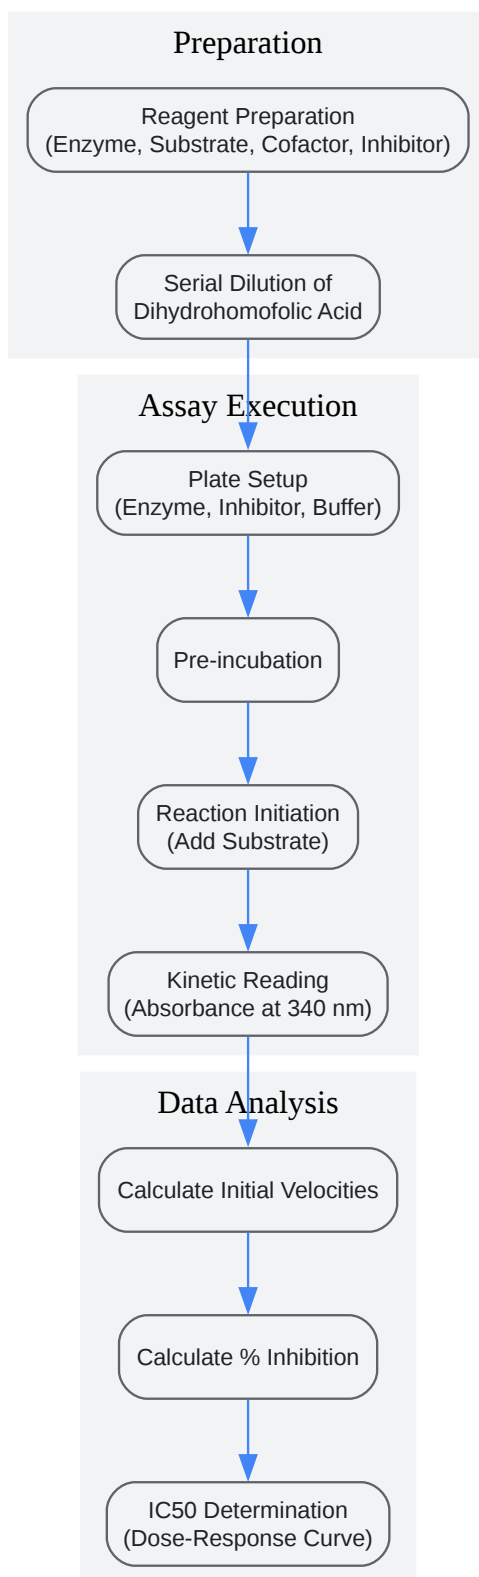 Preparation
Reagent Preparation
(Enzyme, Substrate, Cofactor, Inhibitor)
Serial Dilution of
Dihydrohomofolic Acid
Assay Execution
Plate Setup
(Enzyme, Inhibitor, Buffer)
Pre-incubation
Reaction Initiation
(Add Substrate)
Kinetic Reading
(Absorbance at 340 nm)
Data Analysis
Calculate Initial Velocities
Calculate % Inhibition
IC50 Determination
(Dose-Response Curve)